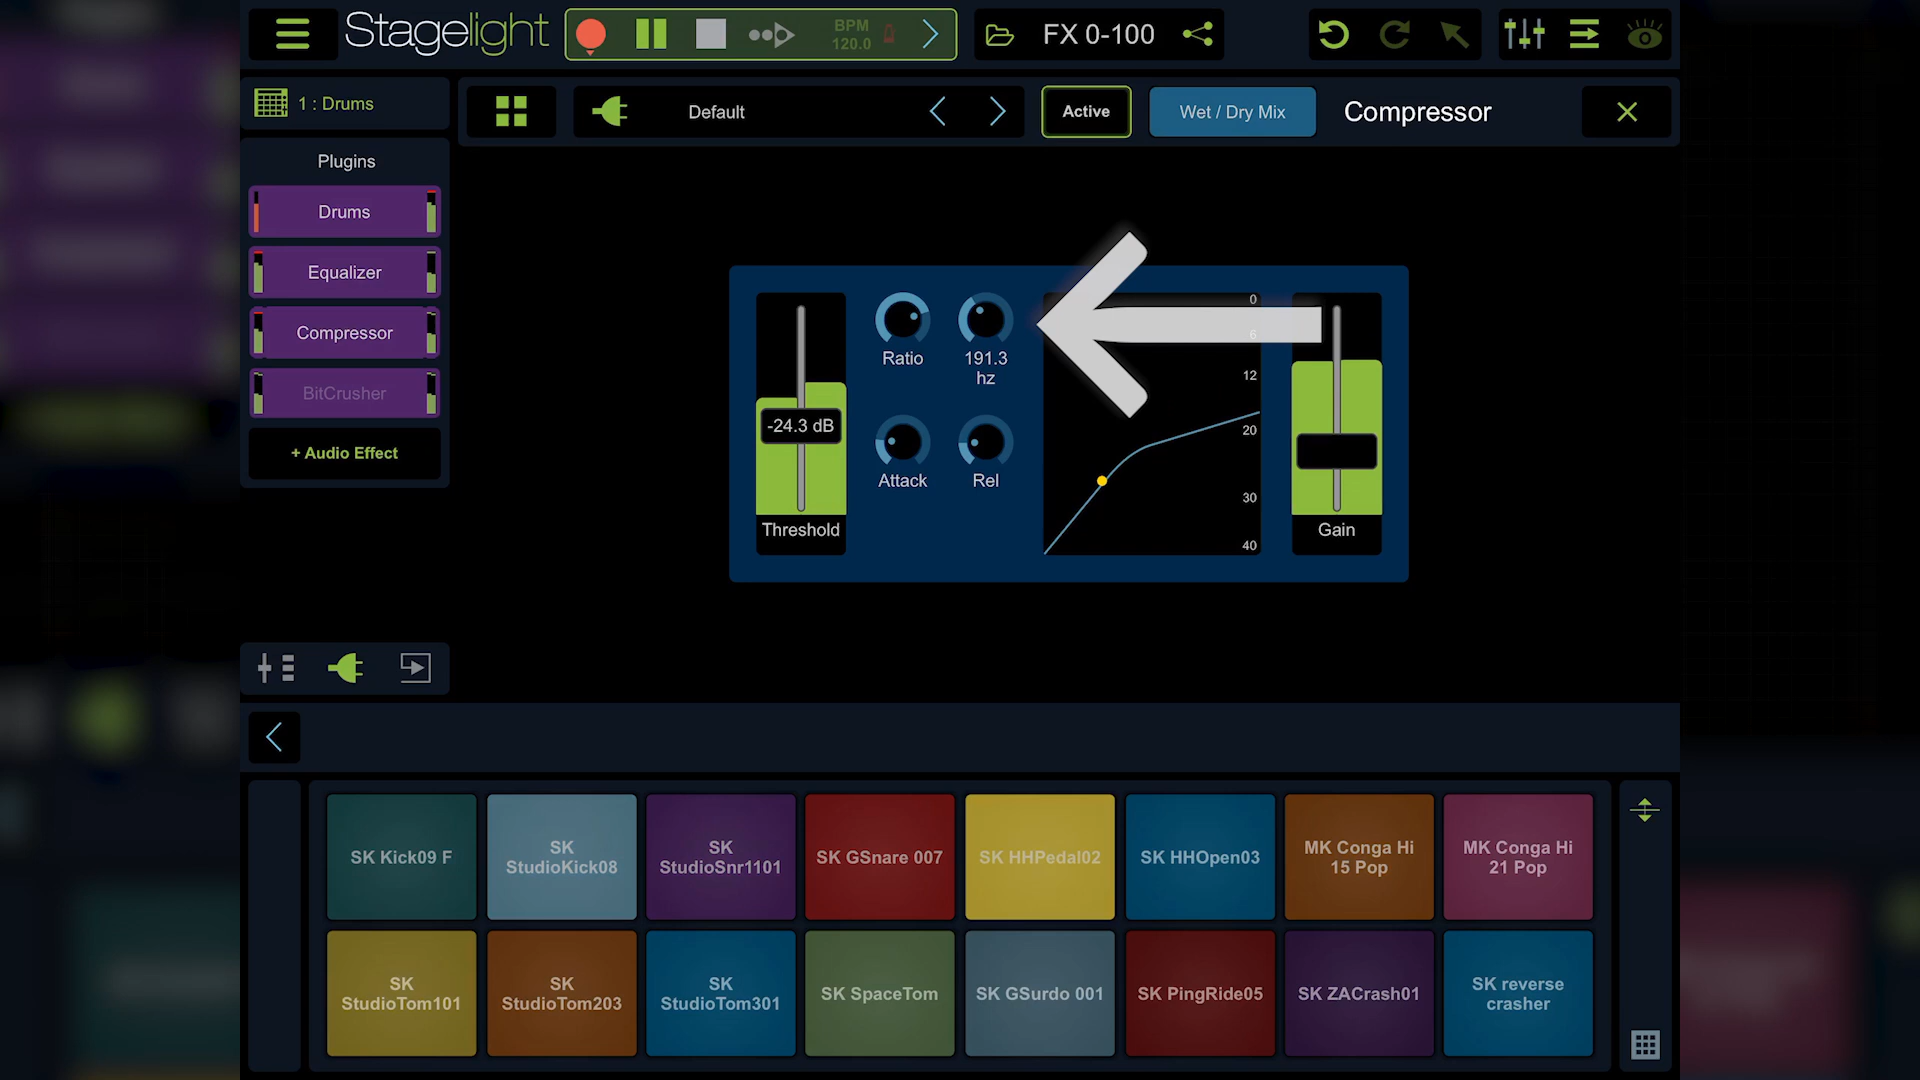 Stagelight
BPM
120.0
FX 0-100
1 : Drums
Default
Active
Wet / Dry Mix
Compressor
Plugins
Drums
Equalizer
Compressor
BitCrusher
+ Audio Effect
-24.3 dB
Threshold
Ratio
191.3
hz
Attack
Rel
0
6
12
20
30
40
Gain
SK Kick09 F
SK
StudioKick08
SK
StudioSnr1101
SK GSnare 007
SK HHPedal02
SK HHOpen03
MK Conga Hi
15 Pop
MK Conga Hi
21 Pop
SK
StudioTom101
SK
StudioTom203
SK
StudioTom301
SK SpaceTom
SK GSurdo 001
SK PingRide05
SK ZACrash01
SK reverse
crasher